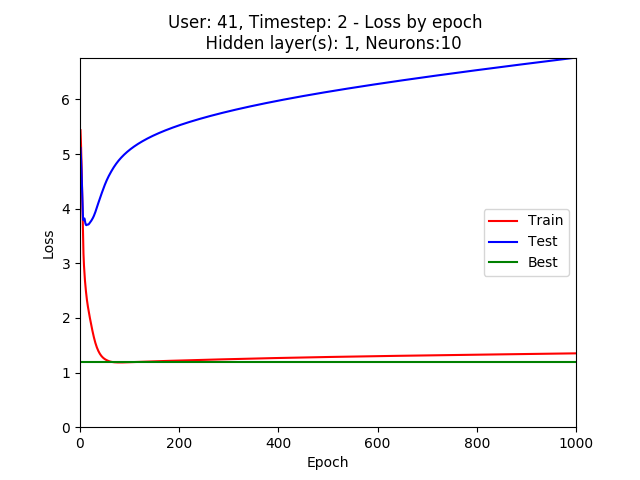 User: 41, Timestep: 2 - Loss by epoch
Hidden layer(s): 1, Neurons:10
6
5
4
3
2
1
0
Loss
Train
Test
Best
0 200 400 600 800 1000
Epoch